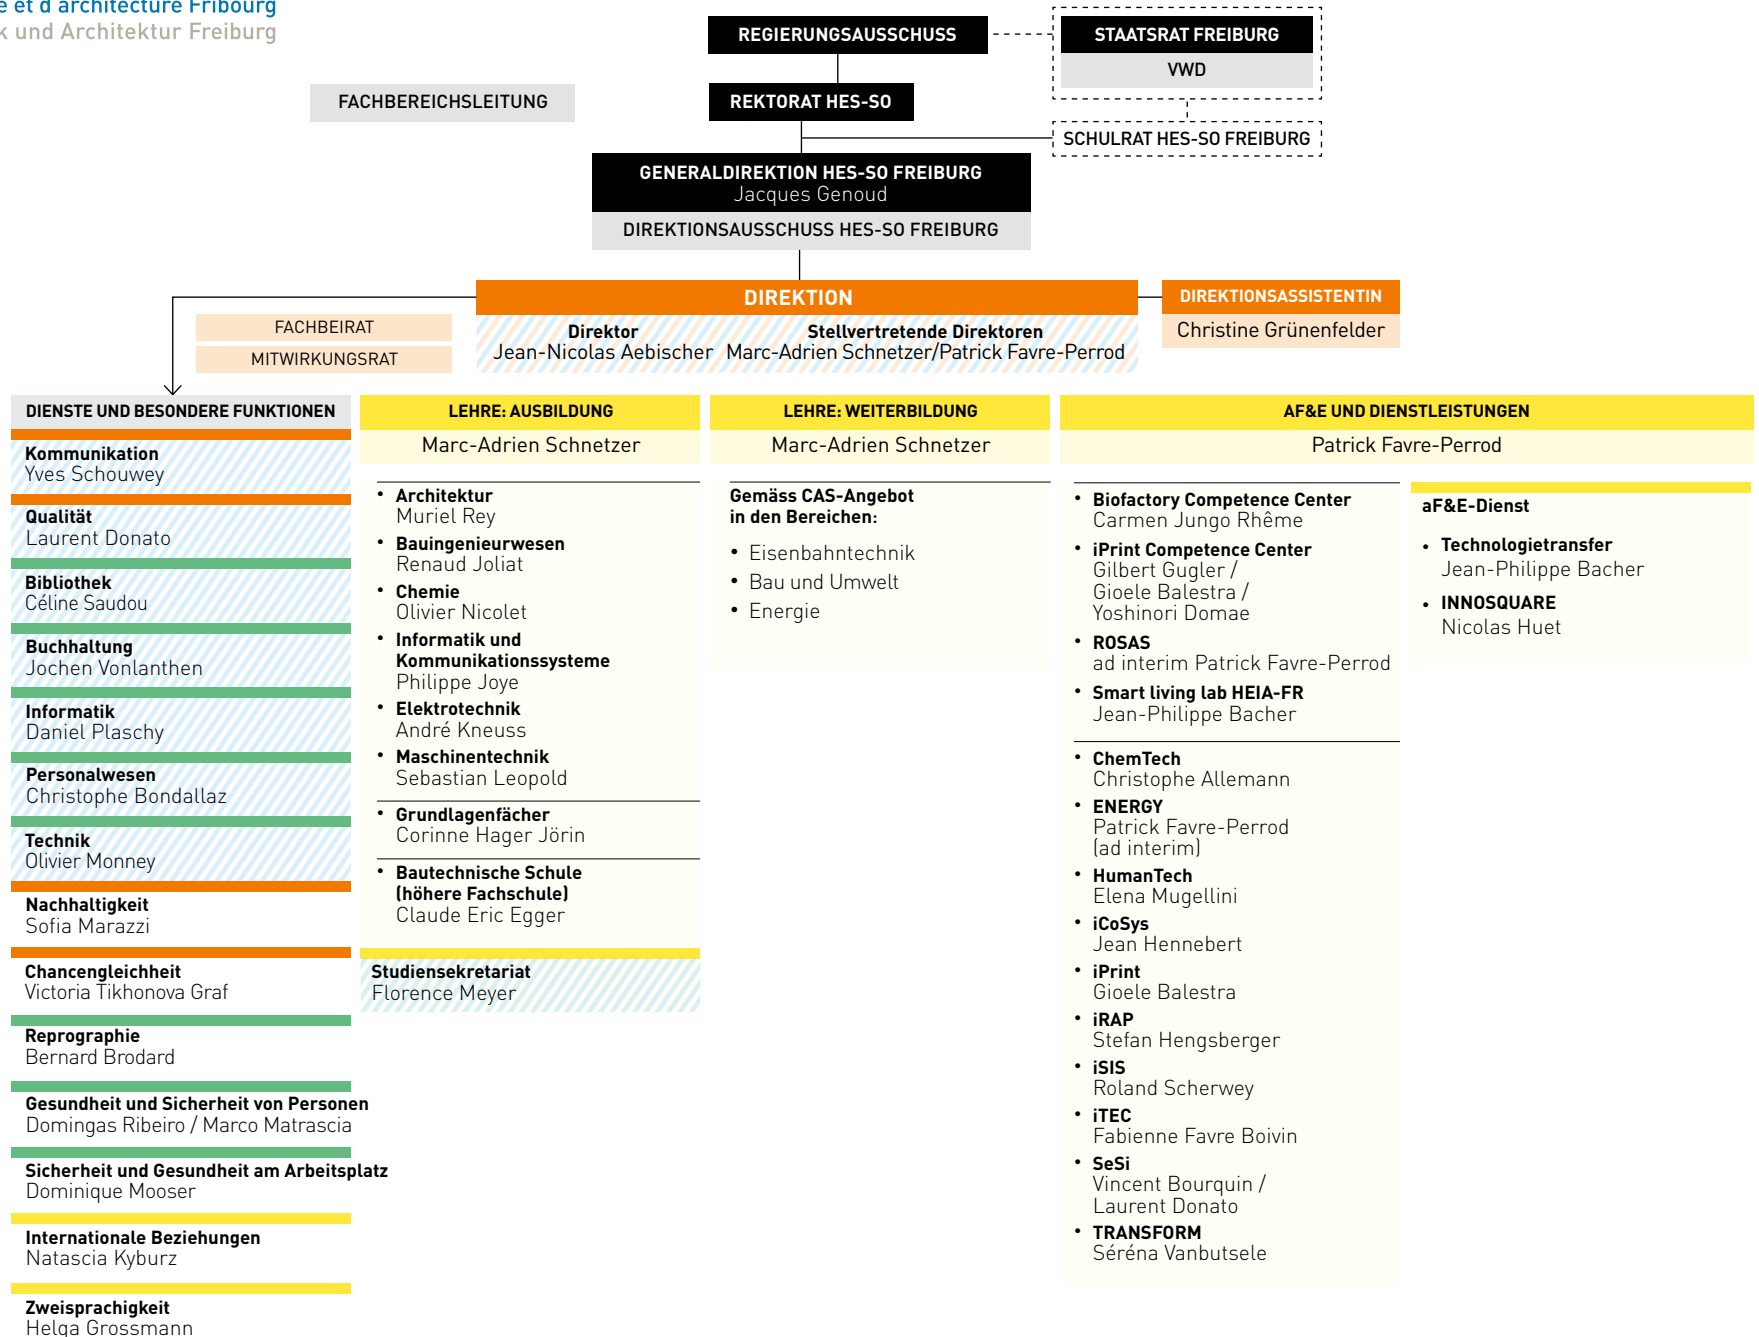 et d'architecture Fribourg
und Architektur Freiburg
REGIERUNGSAUSSCHUSS
STAATSRAT FREIBURG
VWD
FACHBEREICHSLEITUNG
REKTORAT HES-SO
SCHULRAT HES-SO FREIBURG
GENERALDIREKTION HES-SO FREIBURG
Jacques Genoud
DIREKTIONSAUSSCHUSS HES-SO FREIBURG
DIREKTION
DIREKTIONSASSISTENTIN
Christine Grünenfelder
FACHBEIRAT
MITWIRKUNGSRAT
Direktor
Jean-Nicolas Aebischer
Stellvertretende Direktoren
Marc-Adrien Schnetzer/Patrick Favre-Perrod
DIENSTE UND BESONDERE FUNKTIONEN
Kommunikation
Yves Schouwey
Qualität
Laurent Donato
Bibliothek
Céline Saudou
Buchhaltung
Jochen Vonlanthen
Informatik
Daniel Plaschy
Personalwesen
Christophe Bondallaz
Technik
Olivier Monney
Nachhaltigkeit
Sofia Marazzi
Chancengleichheit
Victoria Tikhonova Graf
Reprographie
Bernard Brodard
Gesundheit und Sicherheit von Personen
Domingas Ribeiro / Marco Matrascia
Sicherheit und Gesundheit am Arbeitsplatz
Dominique Mooser
Internationale Beziehungen
Natascia Kyburz
Zweisprachigkeit
Helga Grossmann
LEHRE: AUSBILDUNG
Marc-Adrien Schnetzer
• Architektur
Muriel Rey
• Bauingenieurwesen
Renaud Joliat
• Chemie
Olivier Nicolet
• Informatik und
Kommunikationssysteme
Philippe Joye
• Elektrotechnik
André Kneuss
• Maschinentechnik
Sebastian Leopold
• Grundlagenfächer
Corinne Hager Jörin
• Bautechnische Schule
(höhere Fachschule)
Claude Eric Egger
Studiensekretariat
Florence Meyer
LEHRE: WEITERBILDUNG
Marc-Adrien Schnetzer
Gemäss CAS-Angebot
in den Bereichen:
• Eisenbahntechnik
• Bau und Umwelt
• Energie
AF&E UND DIENSTLEISTUNGEN
Patrick Favre-Perrod
• Biofactory Competence Center
Carmen Jungo Rhême
• iPrint Competence Center
Gilbert Gugler /
Gioele Balestra /
Yoshinori Domae
• ROSAS
ad interim Patrick Favre-Perrod
• Smart living lab HEIA-FR
Jean-Philippe Bacher
• ChemTech
Christophe Allemann
• ENERGY
Patrick Favre-Perrod
(ad interim)
• HumanTech
Elena Mugellini
• iCoSys
Jean Hennebert
• iPrint
Gioele Balestra
• iRAP
Stefan Hengsberger
• iSIS
Roland Scherwey
• iTEC
Fabienne Favre Boivin
• SeSi
Vincent Bourquin /
Laurent Donato
• TRANSFORM
Séréna Vanbutsele
aF&E-Dienst
• Technologietransfer
Jean-Philippe Bacher
• INNOSQUARE
Nicolas Huet